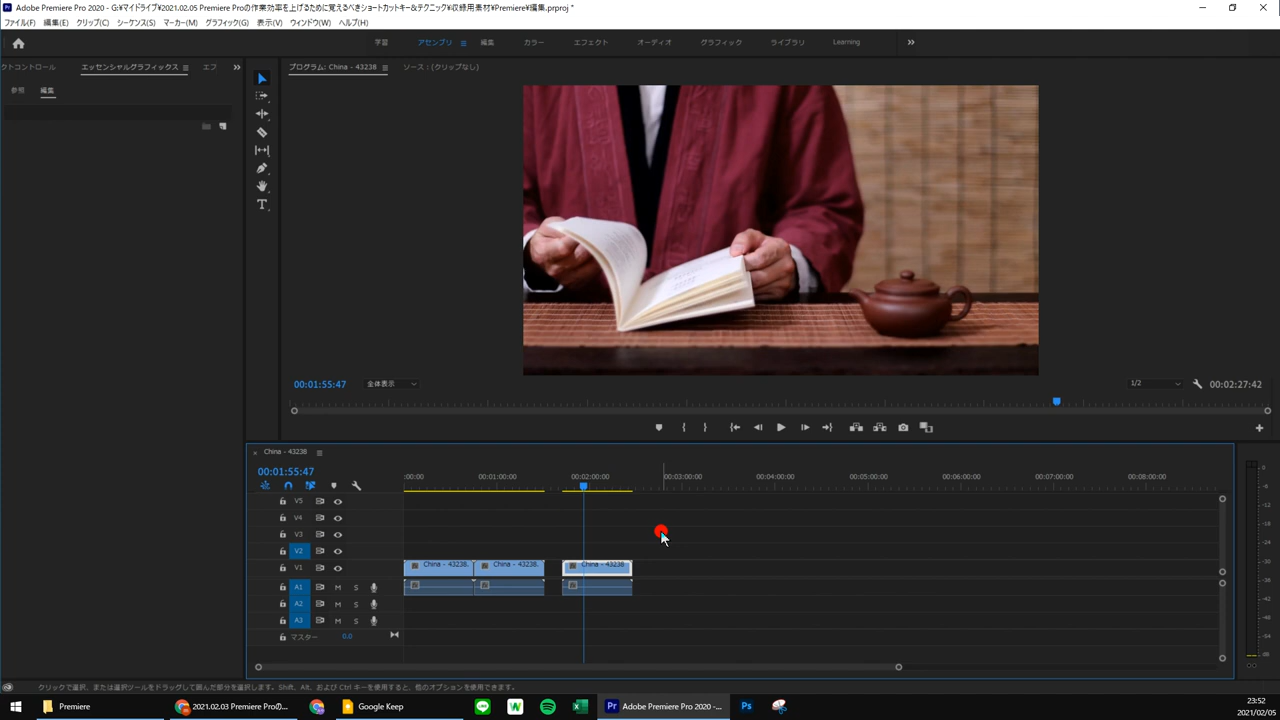 Adobe Premiere Pro 2020 - G:¥マイドライブ¥2021.02.05 Premiere Proの作業効率を上げるために覚えるべきショートカットキー&テクニック¥収録用素材¥Premiere¥編集.prproj *
ファイル(F) 編集(E) クリップ(C) シーケンス(S) マーカー(M) グラフィック(G) 表示(V) ウィンドウ(W) ヘルプ(H)
学習 アセンブリ 編集 カラー エフェクト オーディオ グラフィック ライブラリ Learning
クトコントロール エッセンシャルグラフィックス エフ プログラム: China - 43238 ソース : (クリップなし)
参照 編集
00:01:55:47 全体表示 1/2 00:02:27:42
China - 43238
00:01:55:47
:00:00 00:01:00:00 00:02:00:00 00:03:00:00 00:04:00:00 00:05:00:00 00:06:00:00 00:07:00:00 00:08:00:00
V5
V4
V3
V2
V1 China - 43238. China - 43238. China - 43238
A1 M S
A2 M S
A3 M S
マスター 0.0
0
-6
-12
-18
-24
-30
-36
-42
-48
-54
dB
クリックで選択、または選択ツールをドラッグして囲んだ部分を選択します。Shift、Alt、および Ctrl キーを使用すると、他のオプションを使用できます。
Premiere 2021.02.03 Premiere Proの... Google Keep Adobe Premiere Pro 2020 -...
23:52
2021/02/05